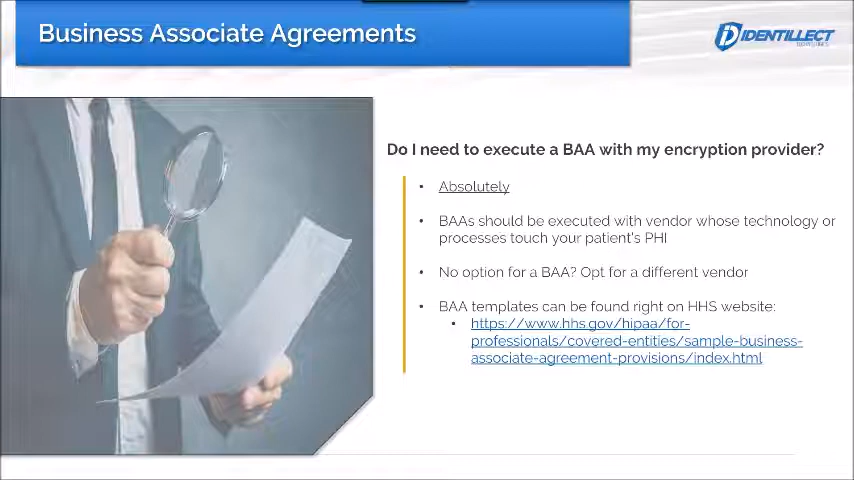 Business Associate Agreements
IDENTILLECT
Do I need to execute a BAA with my encryption provider?
• Absolutely
• BAAs should be executed with vendor whose technology or
processes touch your patient's PHI
• No option for a BAA? Opt for a different vendor
• BAA templates can be found right on HHS website:
• https://www.hhs.gov/hipaa/for-
professionals/covered-entities/sample-business-
associate-agreement-provisions/index.html